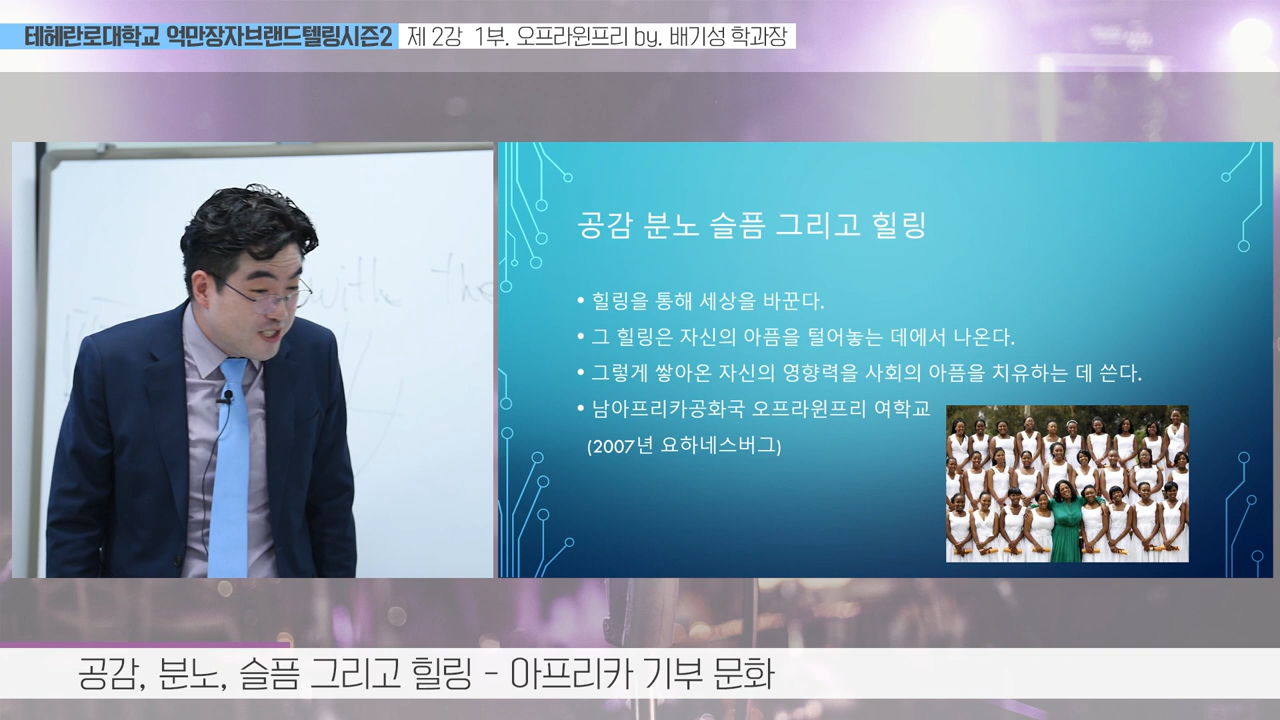 테헤란로대학교 억만장자브랜드텔링시즌2 제 2강 1부. 오프라윈프리 by. 배기성 학과장
with the
공감 분노 슬픔 그리고 힐링
• 힐링을 통해 세상을 바꾼다.
• 그 힐링은 자신의 아픔을 털어놓는 데에서 나온다.
• 그렇게 쌓아온 자신의 영향력을 사회의 아픔을 치유하는 데 쓴다.
• 남아프리카공화국 오프라윈프리 여학교
(2007년 요하네스버그)
공감, 분노, 슬픔 그리고 힐링 - 아프리카 기부 문화